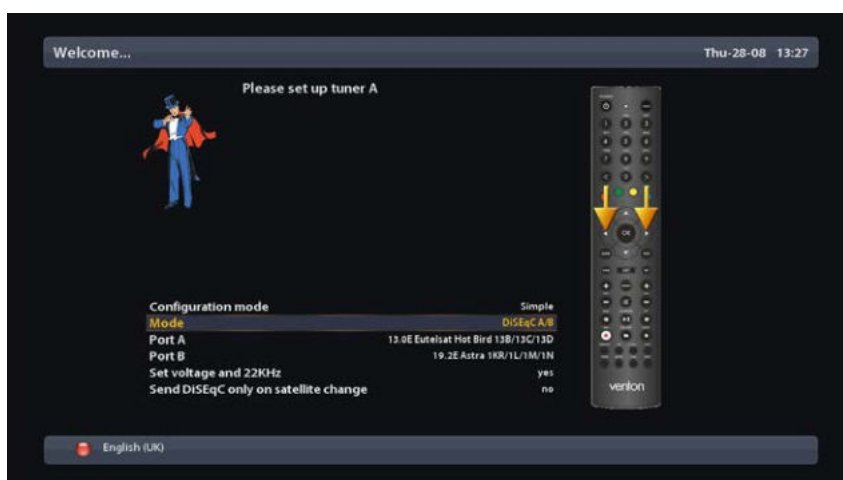 Welcome...
Thu-28-08 13:27
Please set up tuner A
Configuration mode Simple
Mode DiSEqC A/B
Port A 13.0E Eutelsat Hot Bird 13B/13C/13D
Port B 19.2E Astra 1KR/1L/1M/1N
Set voltage and 22KHz yes
Send DiSEqC only on satellite change no
OK
venton
English (UK)